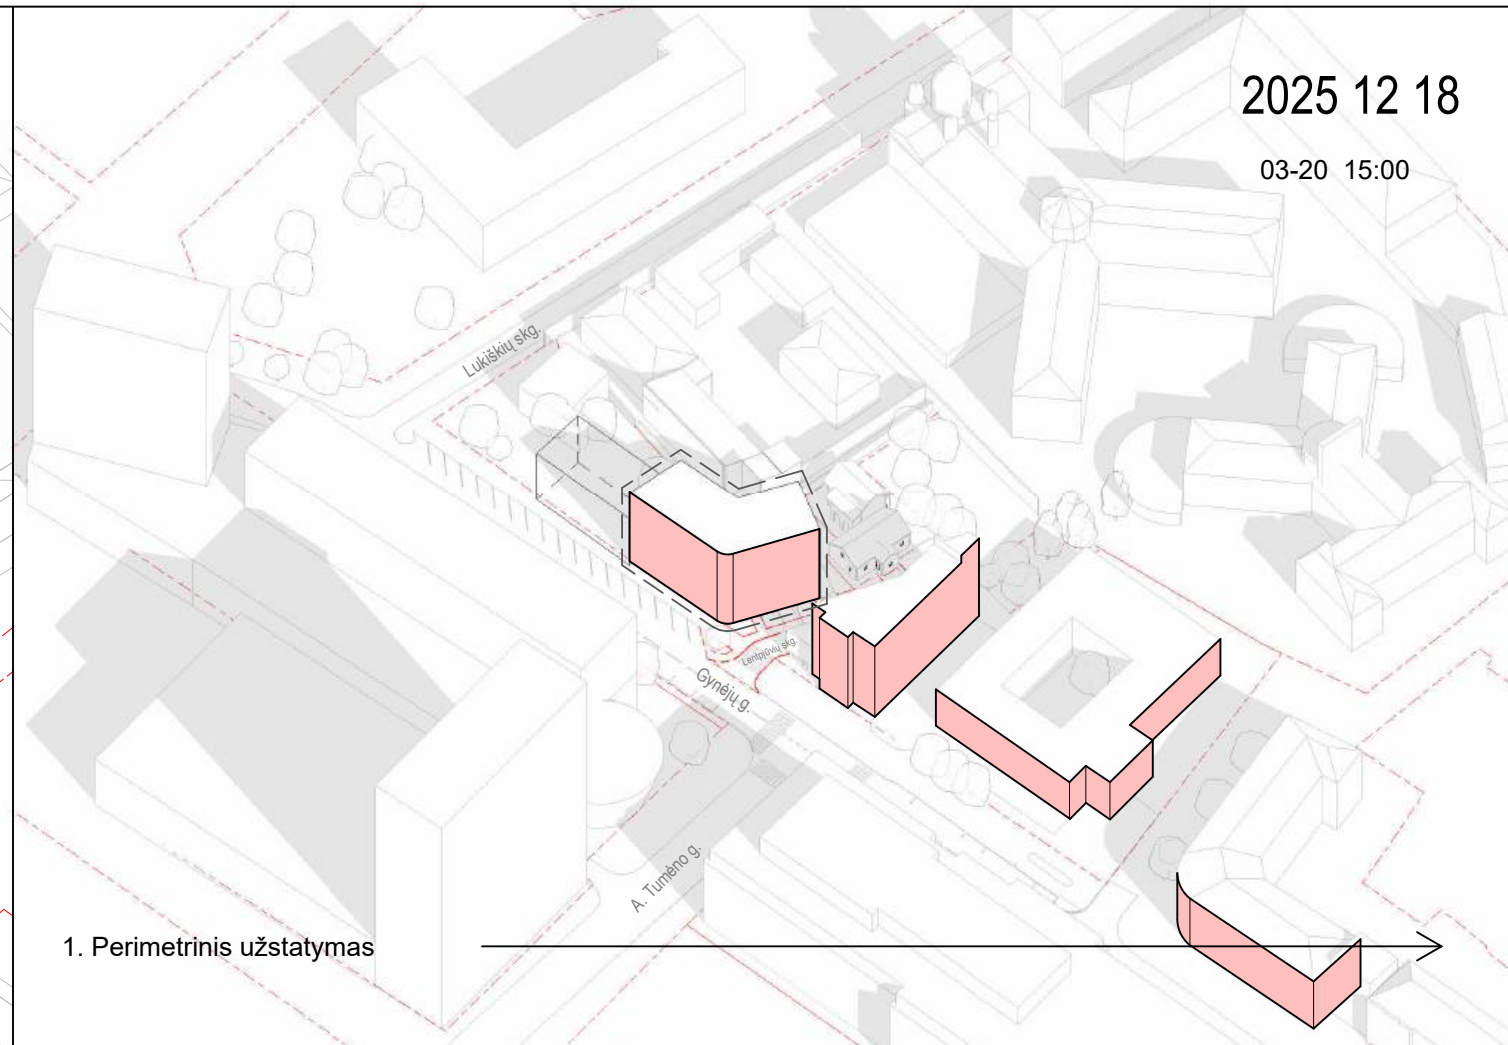 2025 12 18
03-20 15:00
Lukiškių skg.
Lentpjūvių skg.
Gynėjų g.
A. Tumėno g.
1. Perimetrinis užstatymas